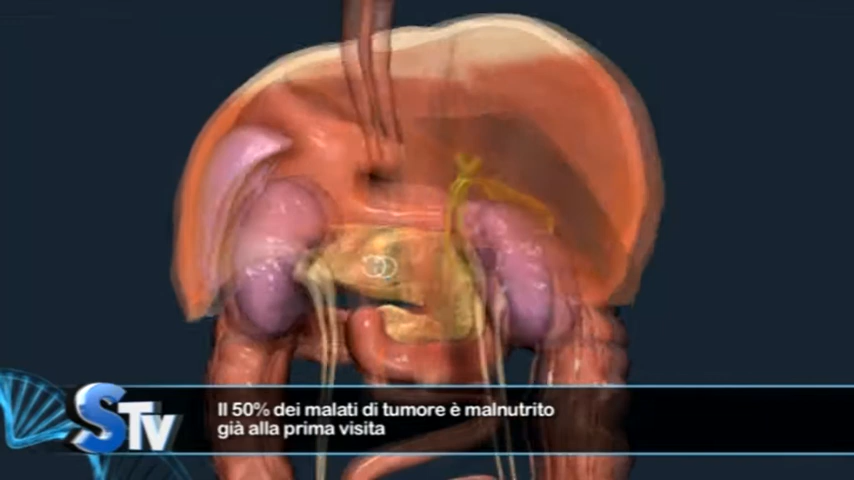 STv
Il 50% dei malati di tumore è malnutrito
già alla prima visita